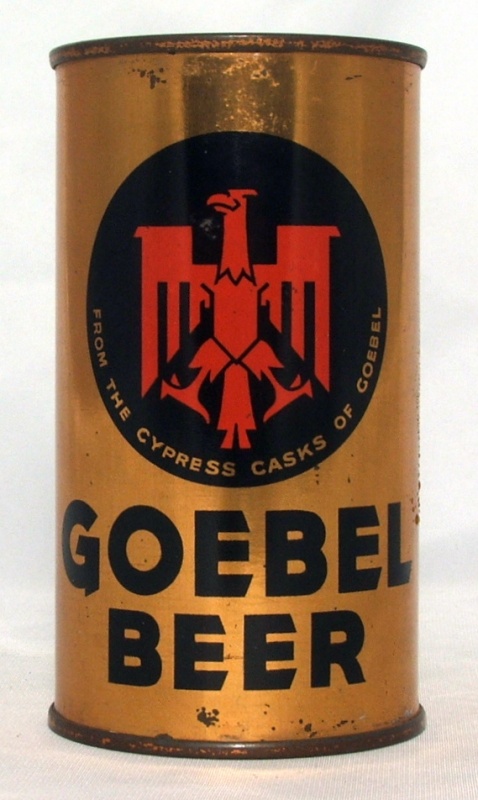 FROM THE CYPRESS CASKS OF GOEBEL
GOEBEL
BEER